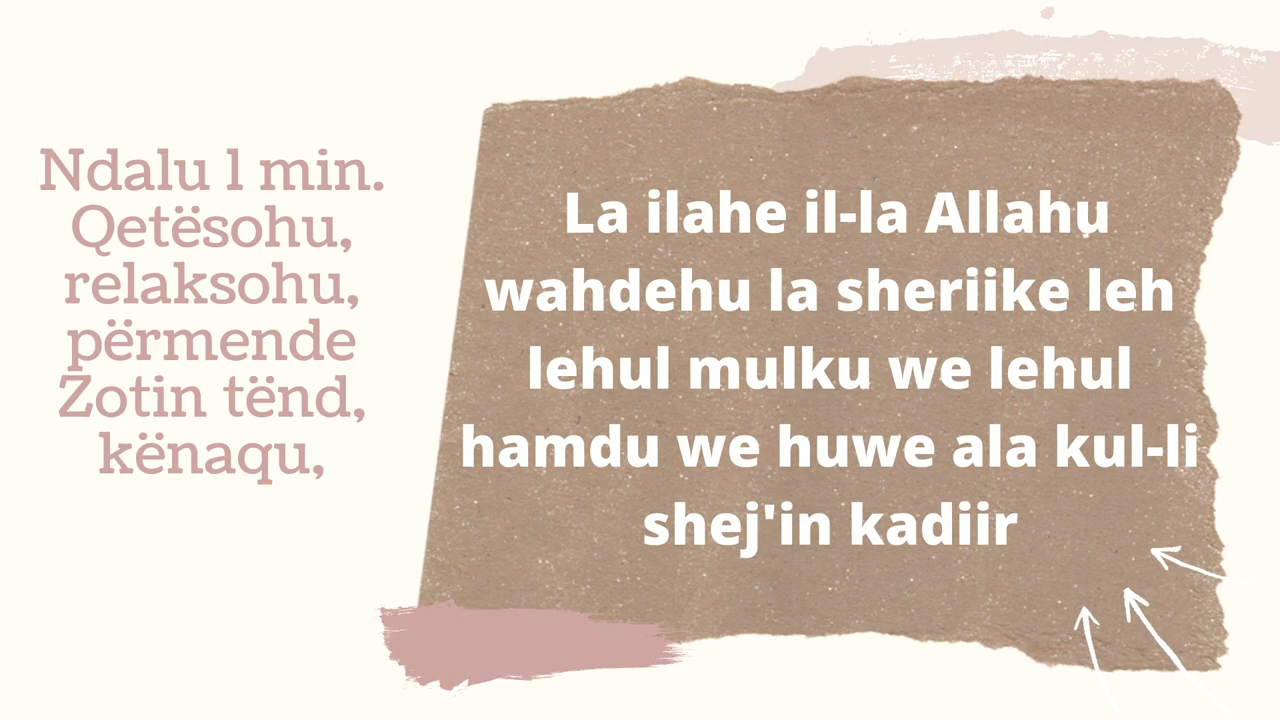 Ndalu 1 min.
Qetësohu,
relaksohu,
përmende
Zotin tënd,
kënaqu,
La ilahe il-la Allahu
wahdehu la sheriike leh
lehul mulku we lehul
hamdu we huwe ala kul-li
shej'in kadiir